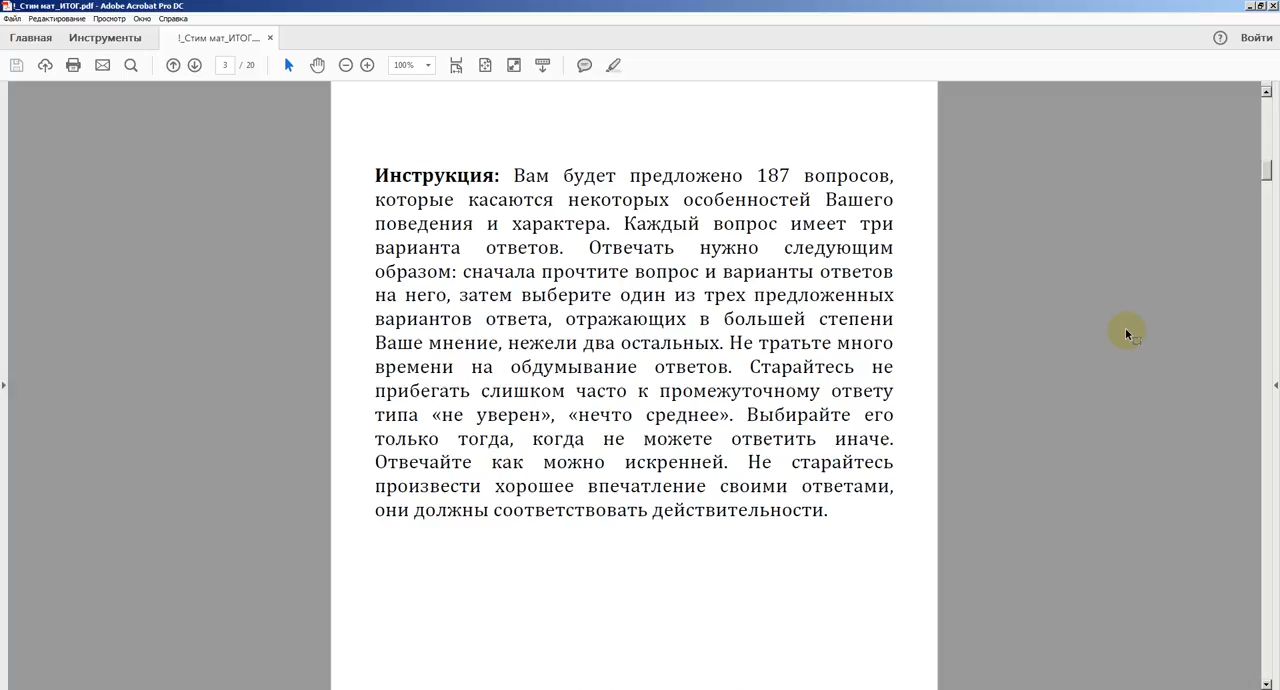 !_Стим мат_ИТОГ.pdf - Adobe Acrobat Pro DC
Файл Редактирование Просмотр Окно Справка
Главная Инструменты !_Стим мат_ИТОГ.... × ? Войти
3 / 20 100%
Инструкция: Вам будет предложено 187 вопросов,
которые касаются некоторых особенностей Вашего
поведения и характера. Каждый вопрос имеет три
варианта ответов. Отвечать нужно следующим
образом: сначала прочтите вопрос и варианты ответов
на него, затем выберите один из трех предложенных
вариантов ответа, отражающих в большей степени
Ваше мнение, нежели два остальных. Не тратьте много
времени на обдумывание ответов. Старайтесь не
прибегать слишком часто к промежуточному ответу
типа «не уверен», «нечто среднее». Выбирайте его
только тогда, когда не можете ответить иначе.
Отвечайте как можно искренней. Не старайтесь
произвести хорошее впечатление своими ответами,
они должны соответствовать действительности.